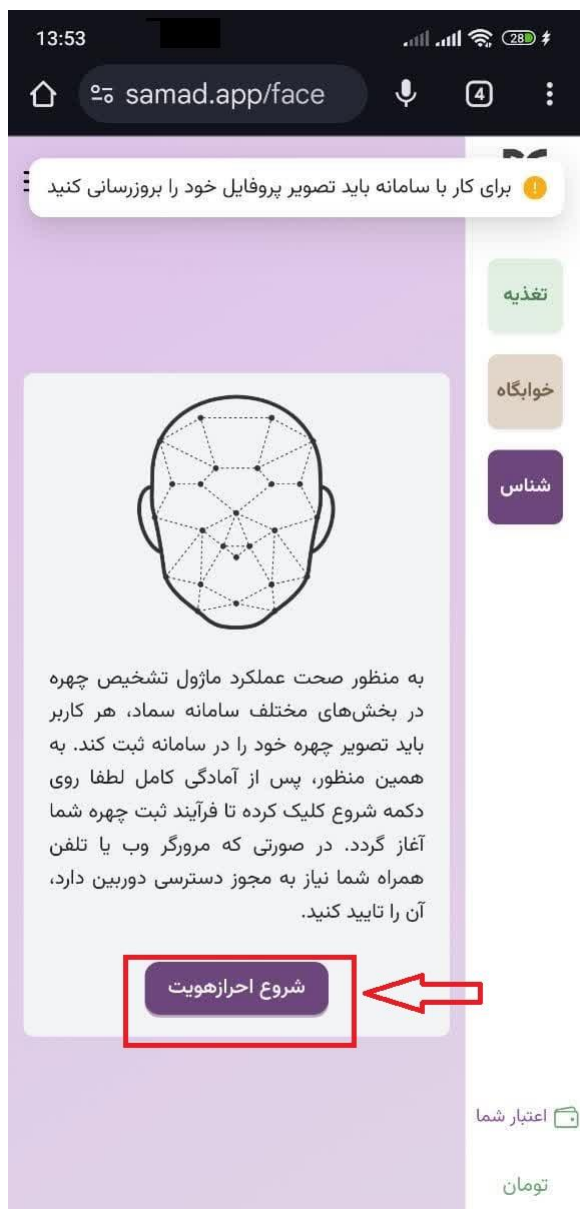 13:53
28
samad.app/face
4
برای کار با سامانه باید تصویر پروفایل خود را بروزرسانی کنید
تغذیه
خوابگاه
شناس
به منظور صحت عملکرد ماژول تشخیص چهره
در بخش‌های مختلف سامانه سماد، هر کاربر
باید تصویر چهره خود را در سامانه ثبت کند. به
همین منظور، پس از آمادگی کامل لطفا روی
دکمه شروع کلیک کرده تا فرآیند ثبت چهره شما
آغاز گردد. در صورتی که مرورگر وب یا تلفن
همراه شما نیاز به مجوز دسترسی دوربین دارد،
آن را تایید کنید.
شروع احرازهویت
اعتبار شما
تومان